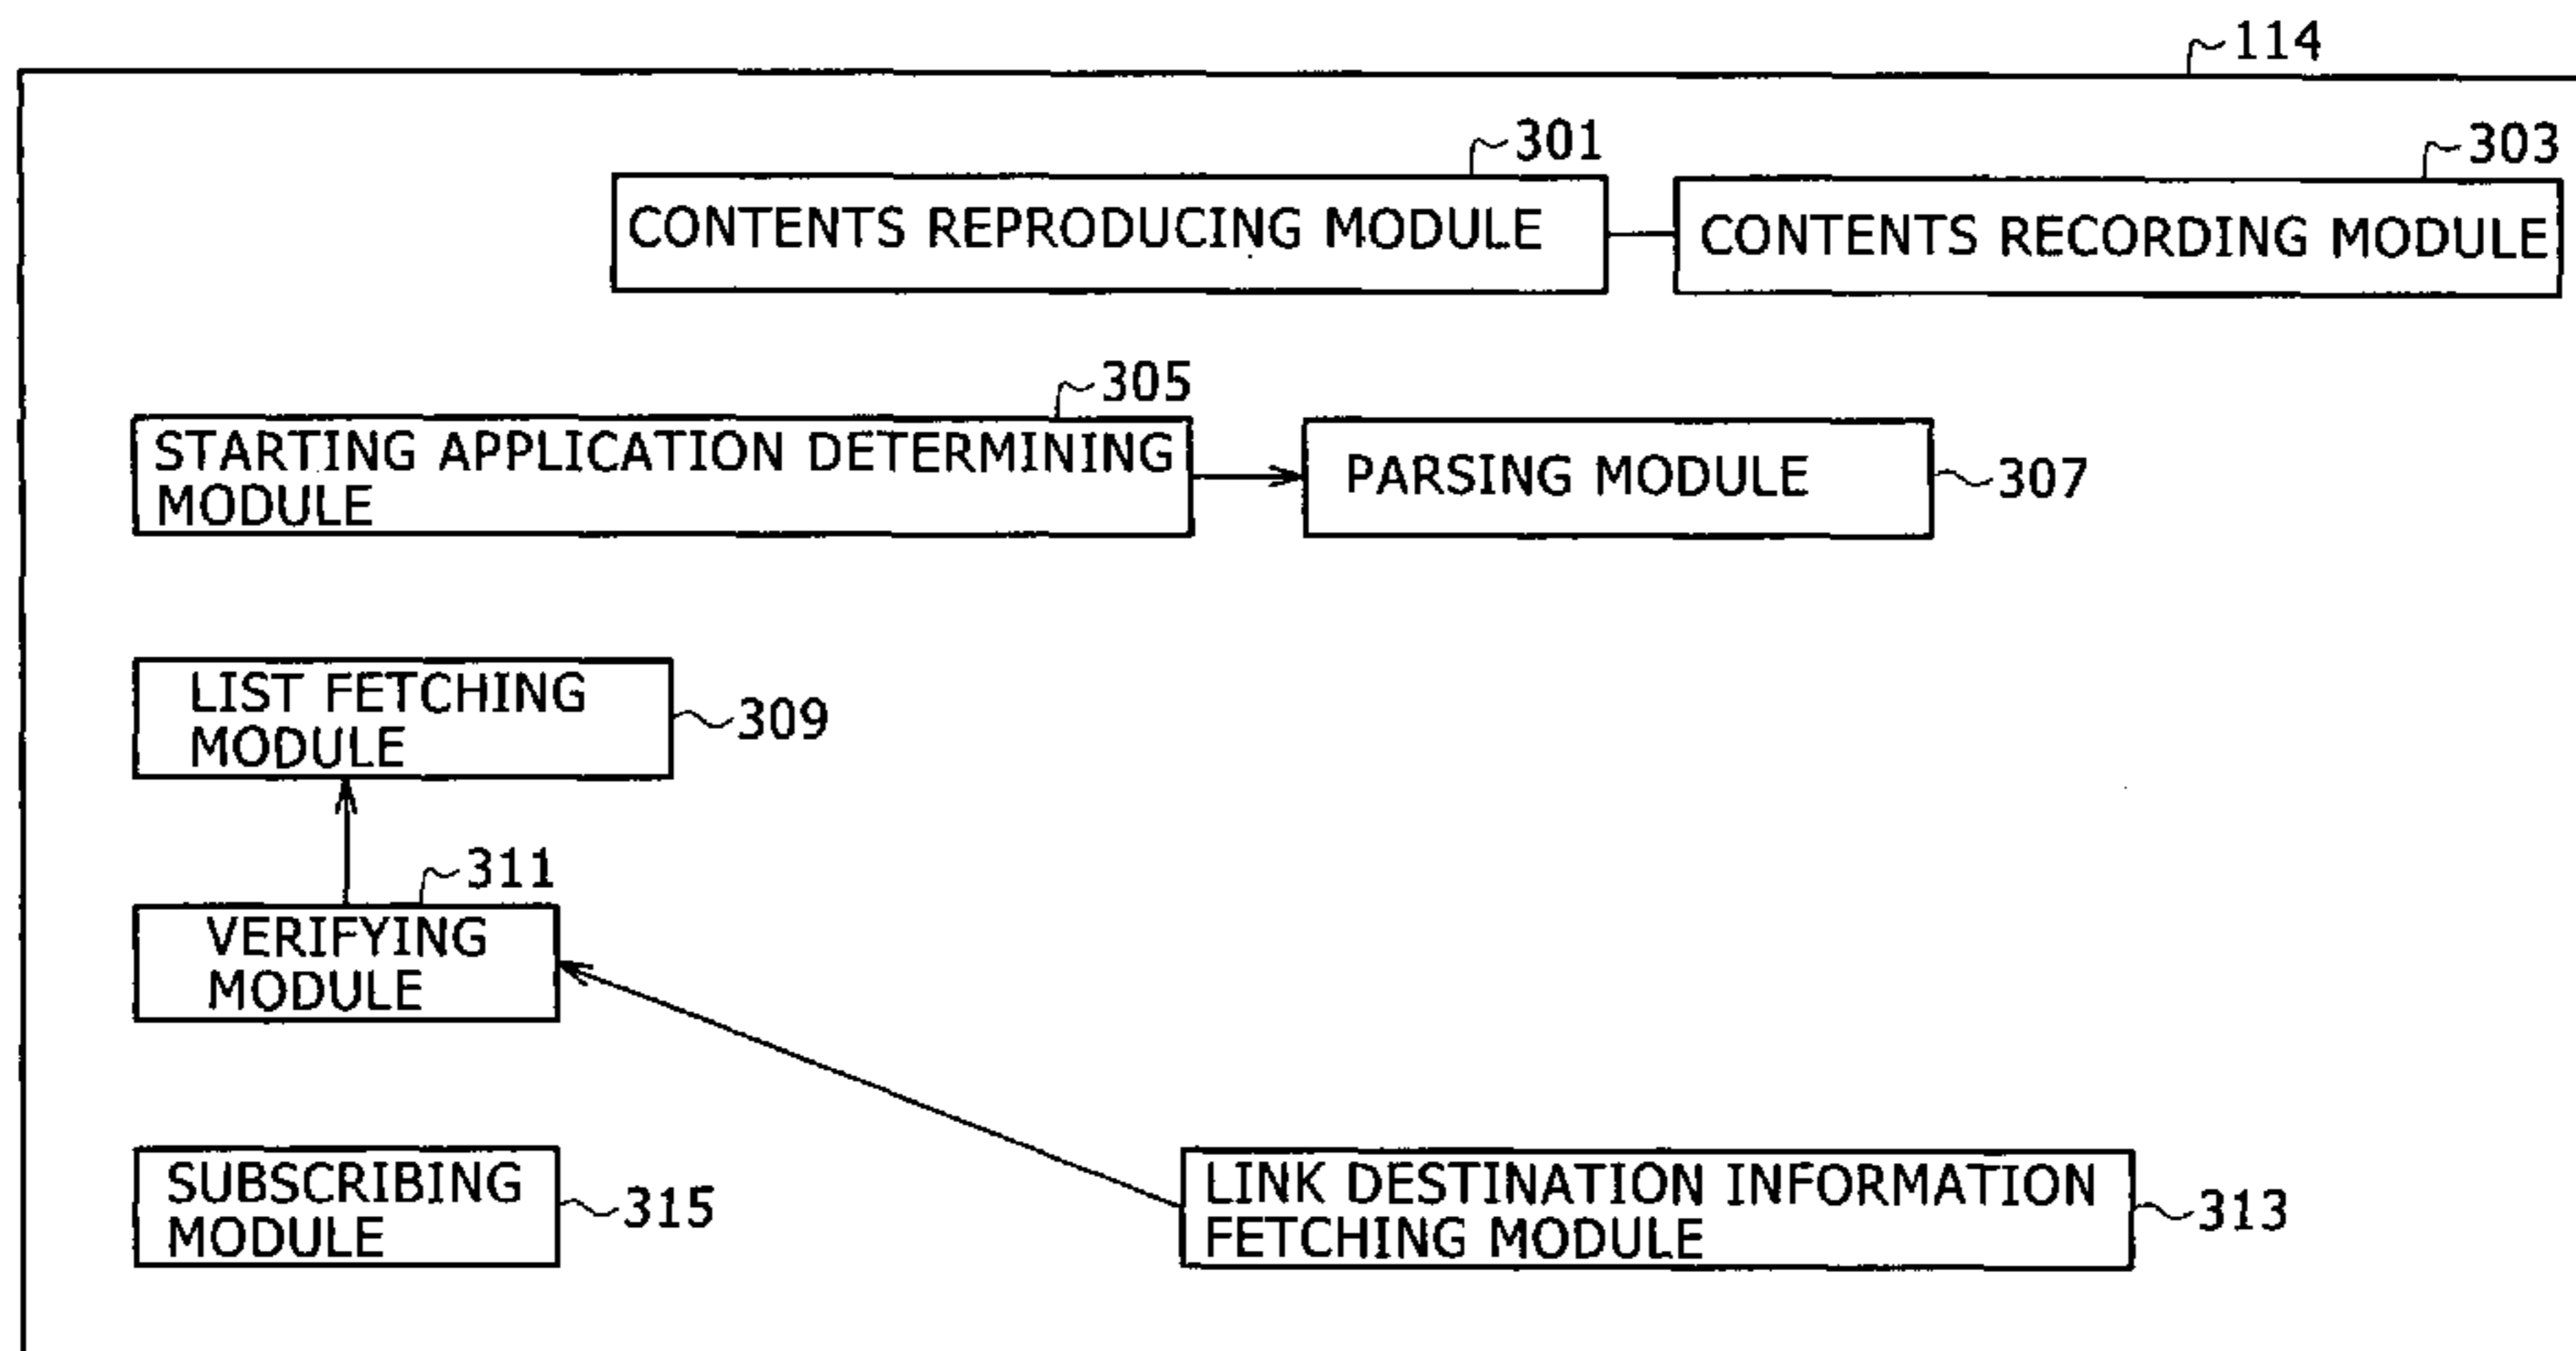 114
301
303
CONTENTS REPRODUCING MODULE
CONTENTS RECORDING MODULE
305
STARTING APPLICATION DETERMINING
MODULE
PARSING MODULE
307
LIST FETCHING
MODULE
309
311
VERIFYING
MODULE
SUBSCRIBING
MODULE
315
LINK DESTINATION INFORMATION
FETCHING MODULE
313